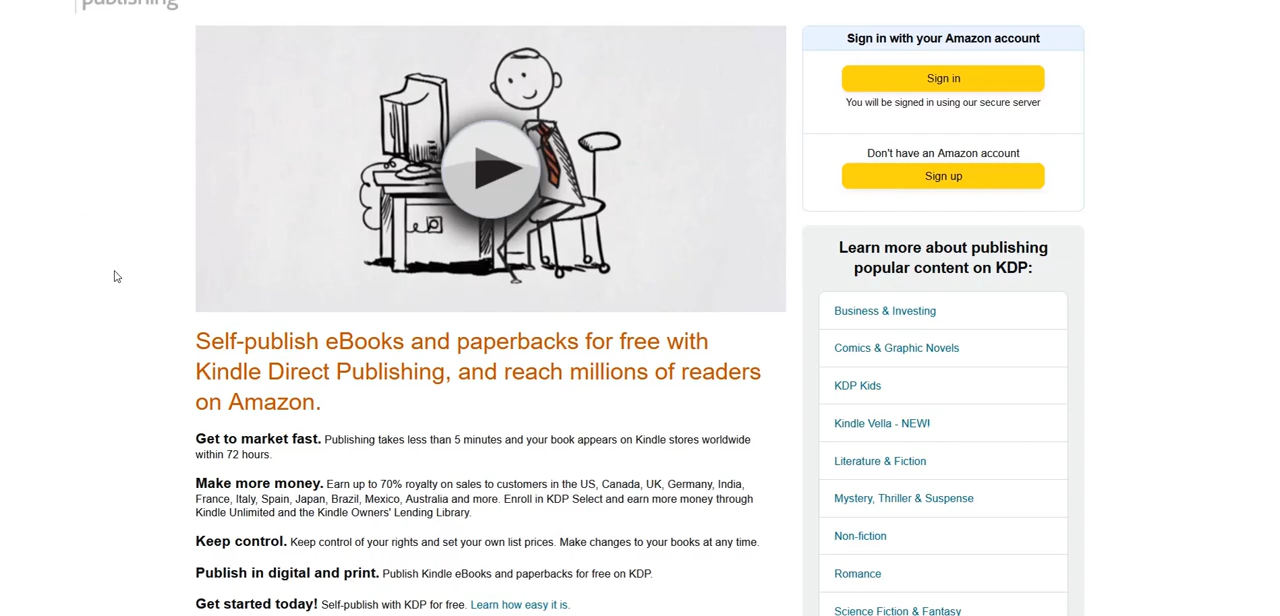 publishing
Sign in with your Amazon account
Sign in
You will be signed in using our secure server
Don't have an Amazon account
Sign up
Self-publish eBooks and paperbacks for free with
Kindle Direct Publishing, and reach millions of readers
on Amazon.
Get to market fast. Publishing takes less than 5 minutes and your book appears on Kindle stores worldwide
within 72 hours.
Make more money. Earn up to 70% royalty on sales to customers in the US, Canada, UK, Germany, India,
France, Italy, Spain, Japan, Brazil, Mexico, Australia and more. Enroll in KDP Select and earn more money through
Kindle Unlimited and the Kindle Owners' Lending Library.
Keep control. Keep control of your rights and set your own list prices. Make changes to your books at any time.
Publish in digital and print. Publish Kindle eBooks and paperbacks for free on KDP.
Get started today! Self-publish with KDP for free. Learn how easy it is.
Learn more about publishing
popular content on KDP:
Business & Investing
Comics & Graphic Novels
KDP Kids
Kindle Vella - NEW!
Literature & Fiction
Mystery, Thriller & Suspense
Non-fiction
Romance
Science Fiction & Fantasy